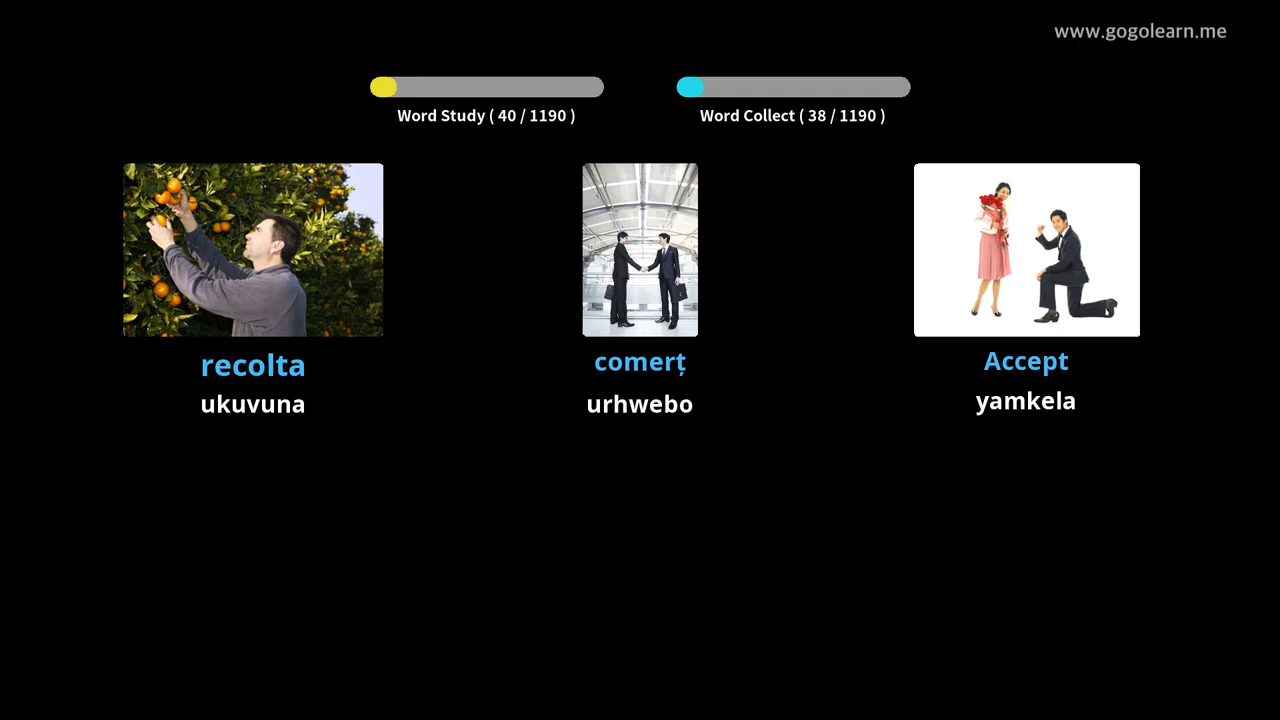 www.gogolearn.me
Word Study ( 40 / 1190 )
Word Collect ( 38 / 1190 )
recolta
ukuvuna
comerț
urhwebo
Accept
yamkela